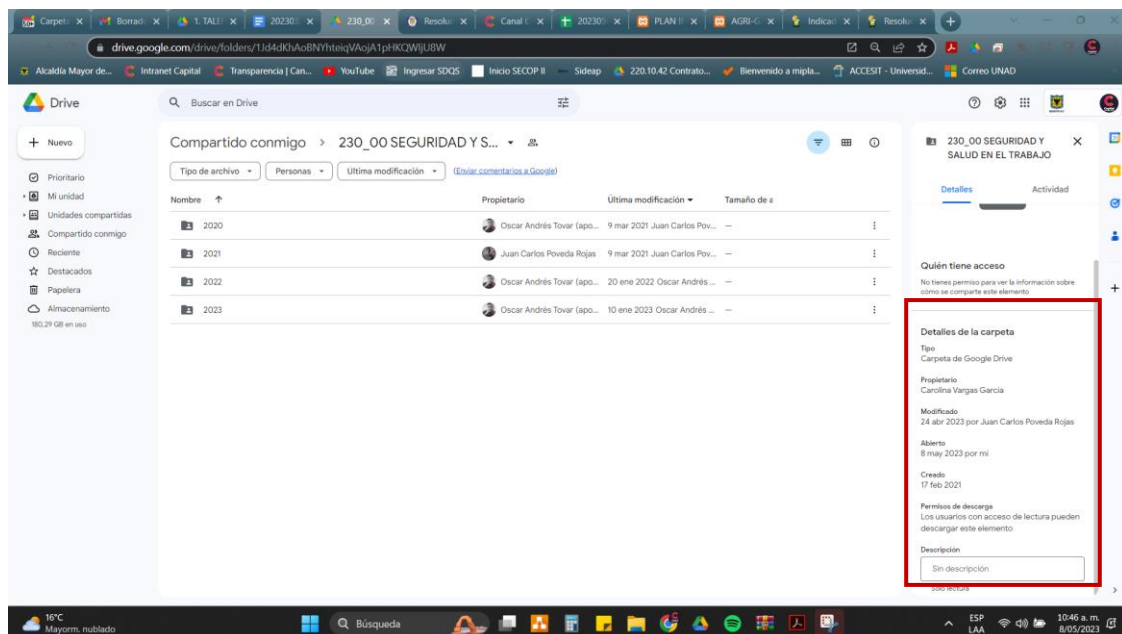 Carpeta
Borrado
1. TALE
202303
230_00
Resoluc
Canal C
202305
PLAN II
AGRI-G
Indicad
Resoluc
drive.google.com/drive/folders/1Jd4dKhAoBNYhteiqVAojA1pHKQWIjU8W
Alcaldía Mayor de...
Intranet Capital
Transparencia | Can...
YouTube
Ingresar SDQS
Inicio SECOP II
Sideap
220.10.42 Contrato...
Bienvenido a mipla...
ACCESIT - Universid...
Correo UNAD
Drive
Buscar en Drive
Nuevo
Prioritario
Mi unidad
Unidades compartidas
Compartido conmigo
Reciente
Destacados
Papelera
Almacenamiento
180,29 GB en uso
Compartido conmigo > 230_00 SEGURIDAD Y S...
Tipo de archivo
Personas
Última modificación
(Enviar comentarios a Google)
Nombre Propietario Última modificación Tamaño de a
2020 Oscar Andrés Tovar (apo... 9 mar 2021 Juan Carlos Pov... —
2021 Juan Carlos Poveda Rojas 9 mar 2021 Juan Carlos Pov... —
2022 Oscar Andrés Tovar (apo... 20 ene 2022 Oscar Andrés ... —
2023 Oscar Andrés Tovar (apo... 10 ene 2023 Oscar Andrés ... —
230_00 SEGURIDAD Y
SALUD EN EL TRABAJO
Detalles Actividad
Quién tiene acceso
No tienes permiso para ver la información sobre
cómo se comparte este elemento
Detalles de la carpeta
Tipo
Carpeta de Google Drive
Propietario
Carolina Vargas Garcia
Modificado
24 abr 2023 por Juan Carlos Poveda Rojas
Abierto
8 may 2023 por mí
Creado
17 feb 2021
Permisos de descarga
Los usuarios con acceso de lectura pueden
descargar este elemento
Descripción
Sin descripción
Solo lectura
16°C
Mayorm. nublado
Búsqueda
ESP
LAA
10:46 a. m.
8/05/2023